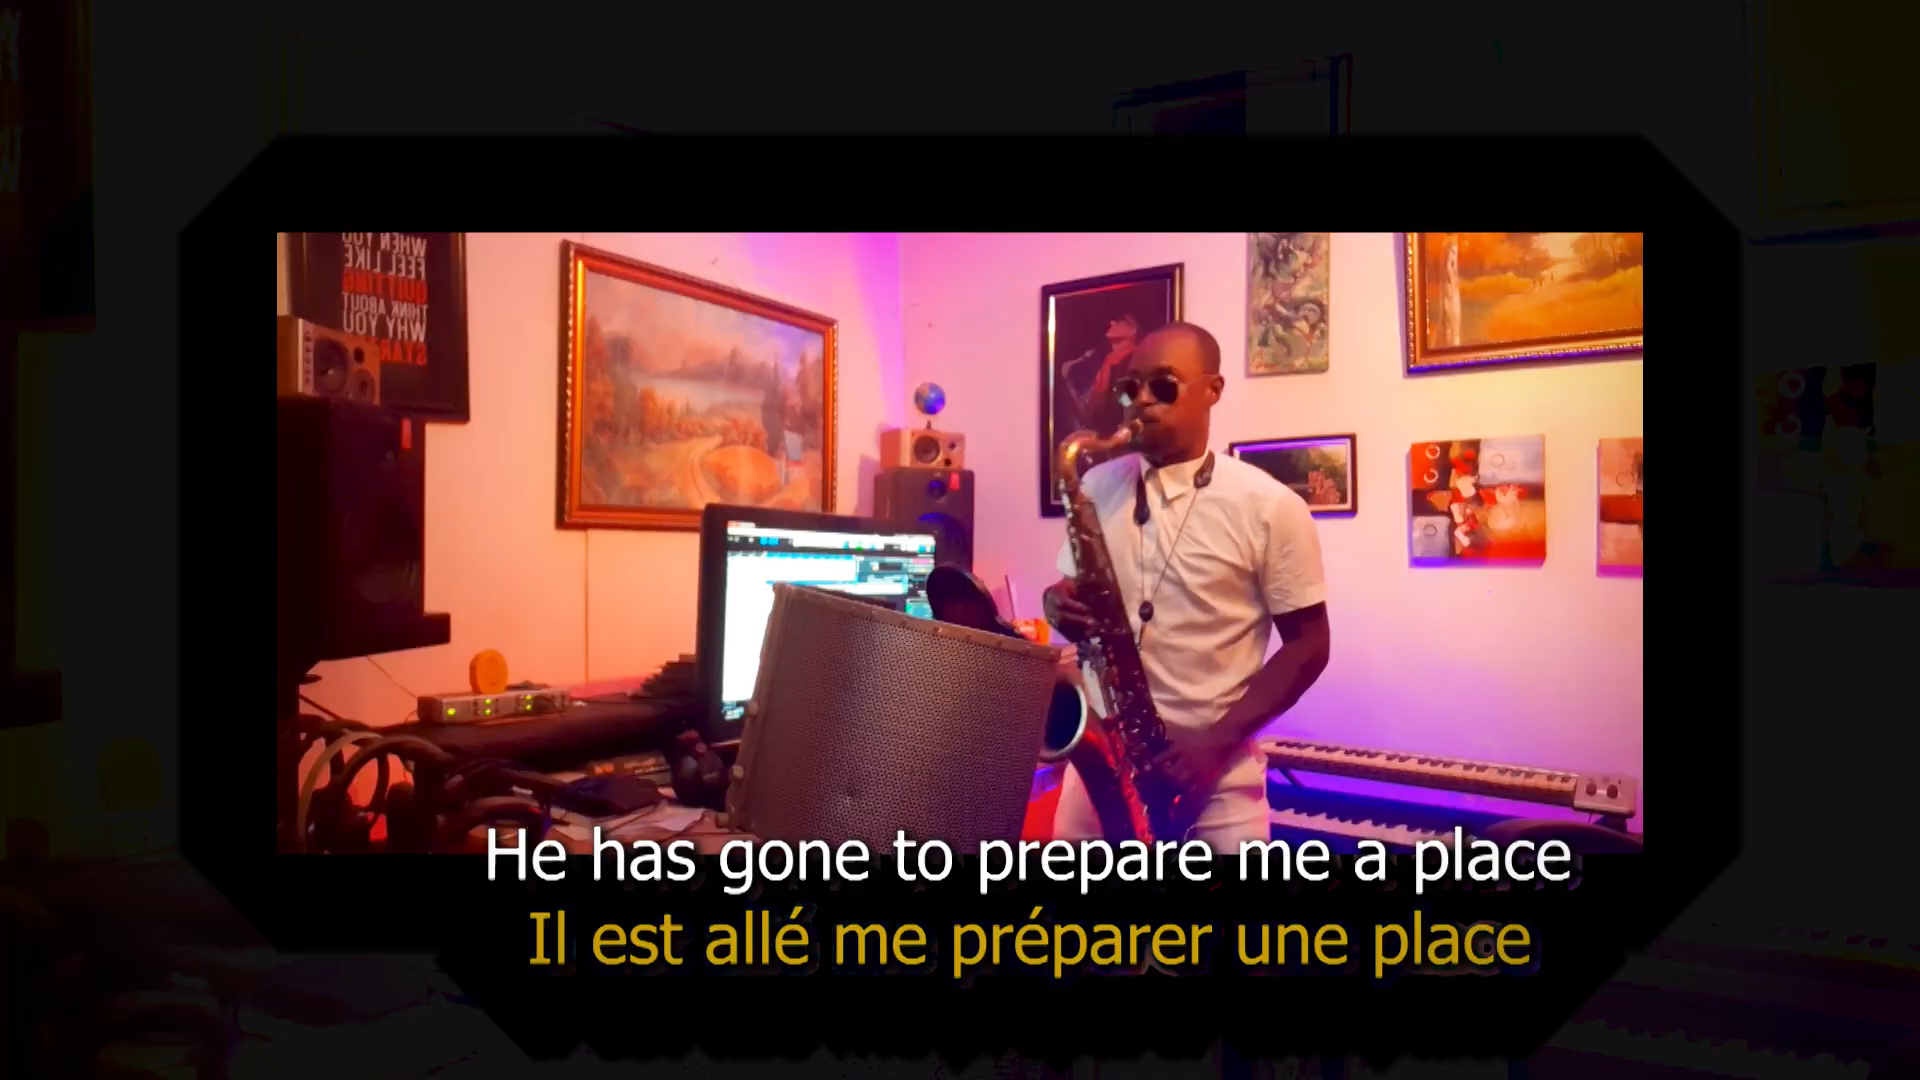 WHEN YOU
FEEL LIKE
QUITTING
THINK ABOUT
WHY YOU
STAR
He has gone to prepare me a place
Il est allé me préparer une place